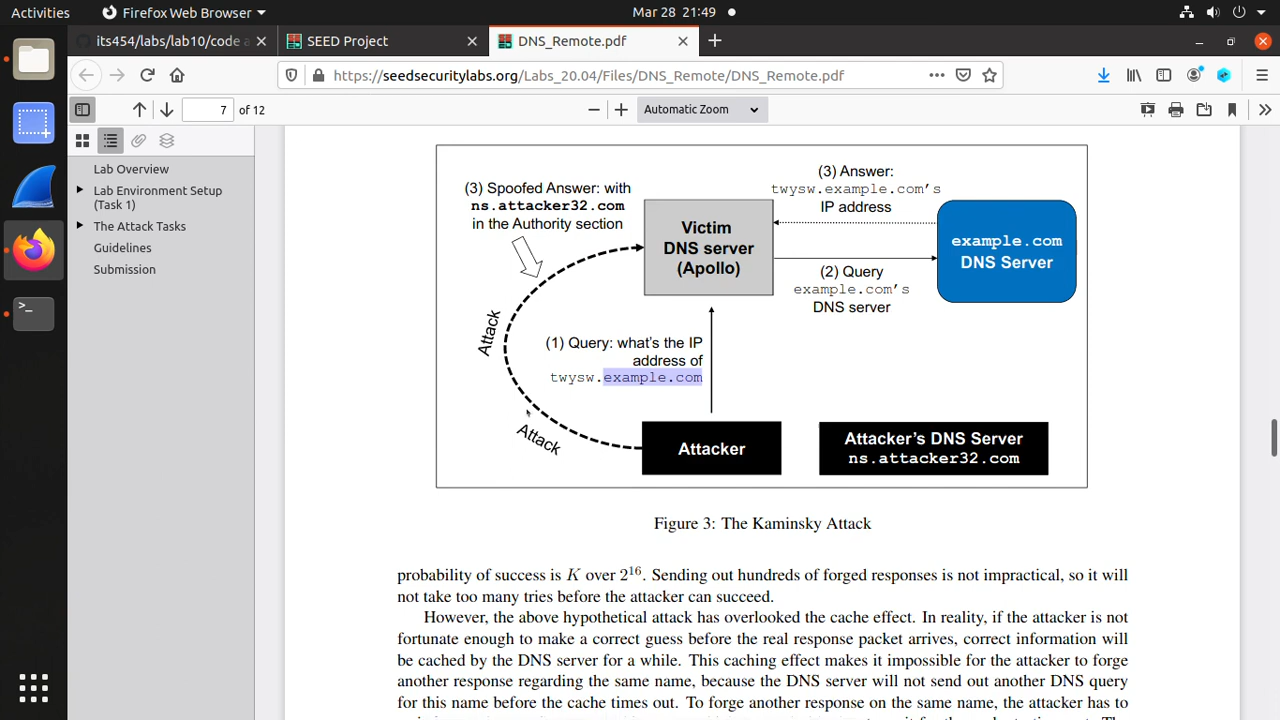 Activities
Firefox Web Browser
Mar 28 21:49
its454/labs/lab10/code a
SEED Project
DNS_Remote.pdf
https://seedsecuritylabs.org/Labs_20.04/Files/DNS_Remote/DNS_Remote.pdf
7
of 12
Automatic Zoom
Lab Overview
Lab Environment Setup
(Task 1)
The Attack Tasks
Guidelines
Submission
(3) Spoofed Answer: with
ns.attacker32.com
in the Authority section
Victim
DNS server
(Apollo)
(3) Answer:
twysw.example.com's
IP address
example.com
DNS Server
(2) Query
example.com's
DNS server
Attack
(1) Query: what's the IP
address of
twysw.example.com
Attack
Attacker
Attacker's DNS Server
ns.attacker32.com
Figure 3: The Kaminsky Attack
probability of success is K over 2^16. Sending out hundreds of forged responses is not impractical, so it will
not take too many tries before the attacker can succeed.
However, the above hypothetical attack has overlooked the cache effect. In reality, if the attacker is not
fortunate enough to make a correct guess before the real response packet arrives, correct information will
be cached by the DNS server for a while. This caching effect makes it impossible for the attacker to forge
another response regarding the same name, because the DNS server will not send out another DNS query
for this name before the cache times out. To forge another response on the same name, the attacker has to